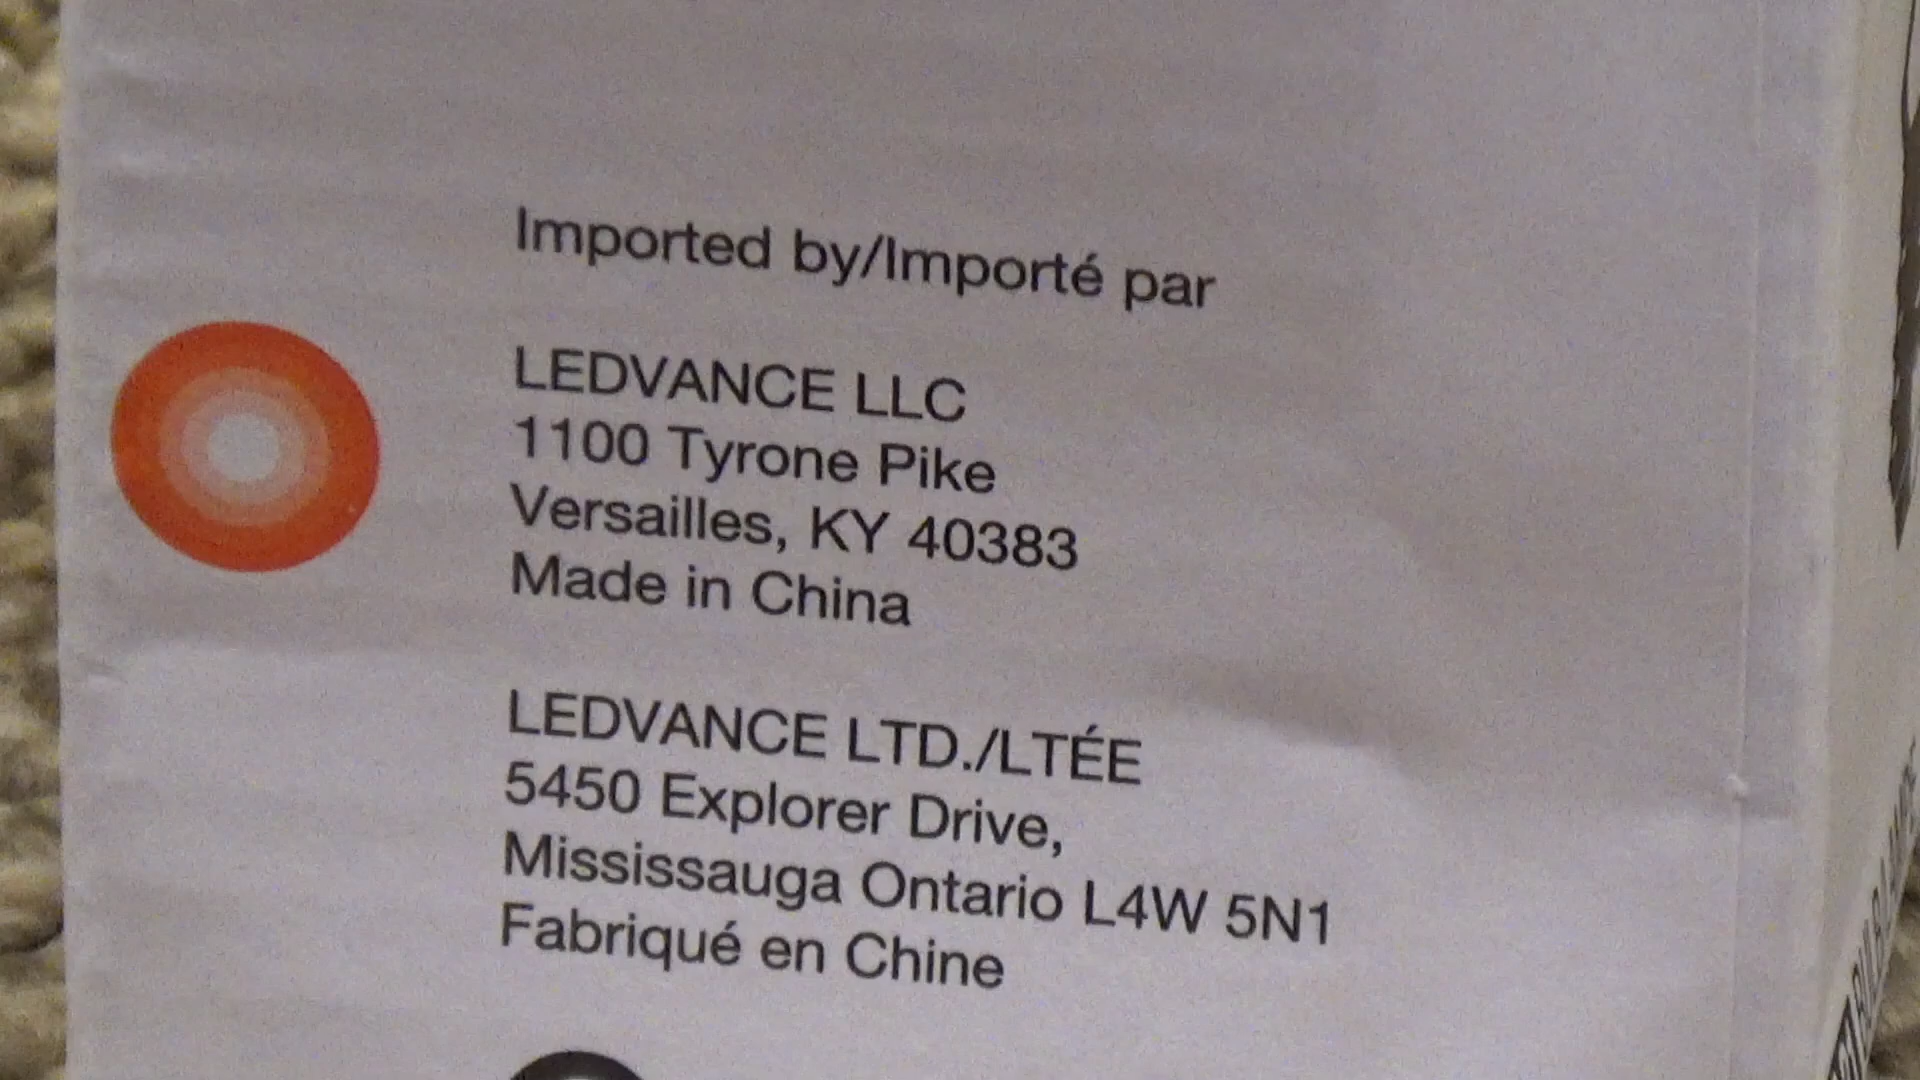 Imported by/Importé par
LEDVANCE LLC
1100 Tyrone Pike
Versailles, KY 40383
Made in China
LEDVANCE LTD./LTÉE
5450 Explorer Drive,
Mississauga Ontario L4W 5N1
Fabriqué en Chine